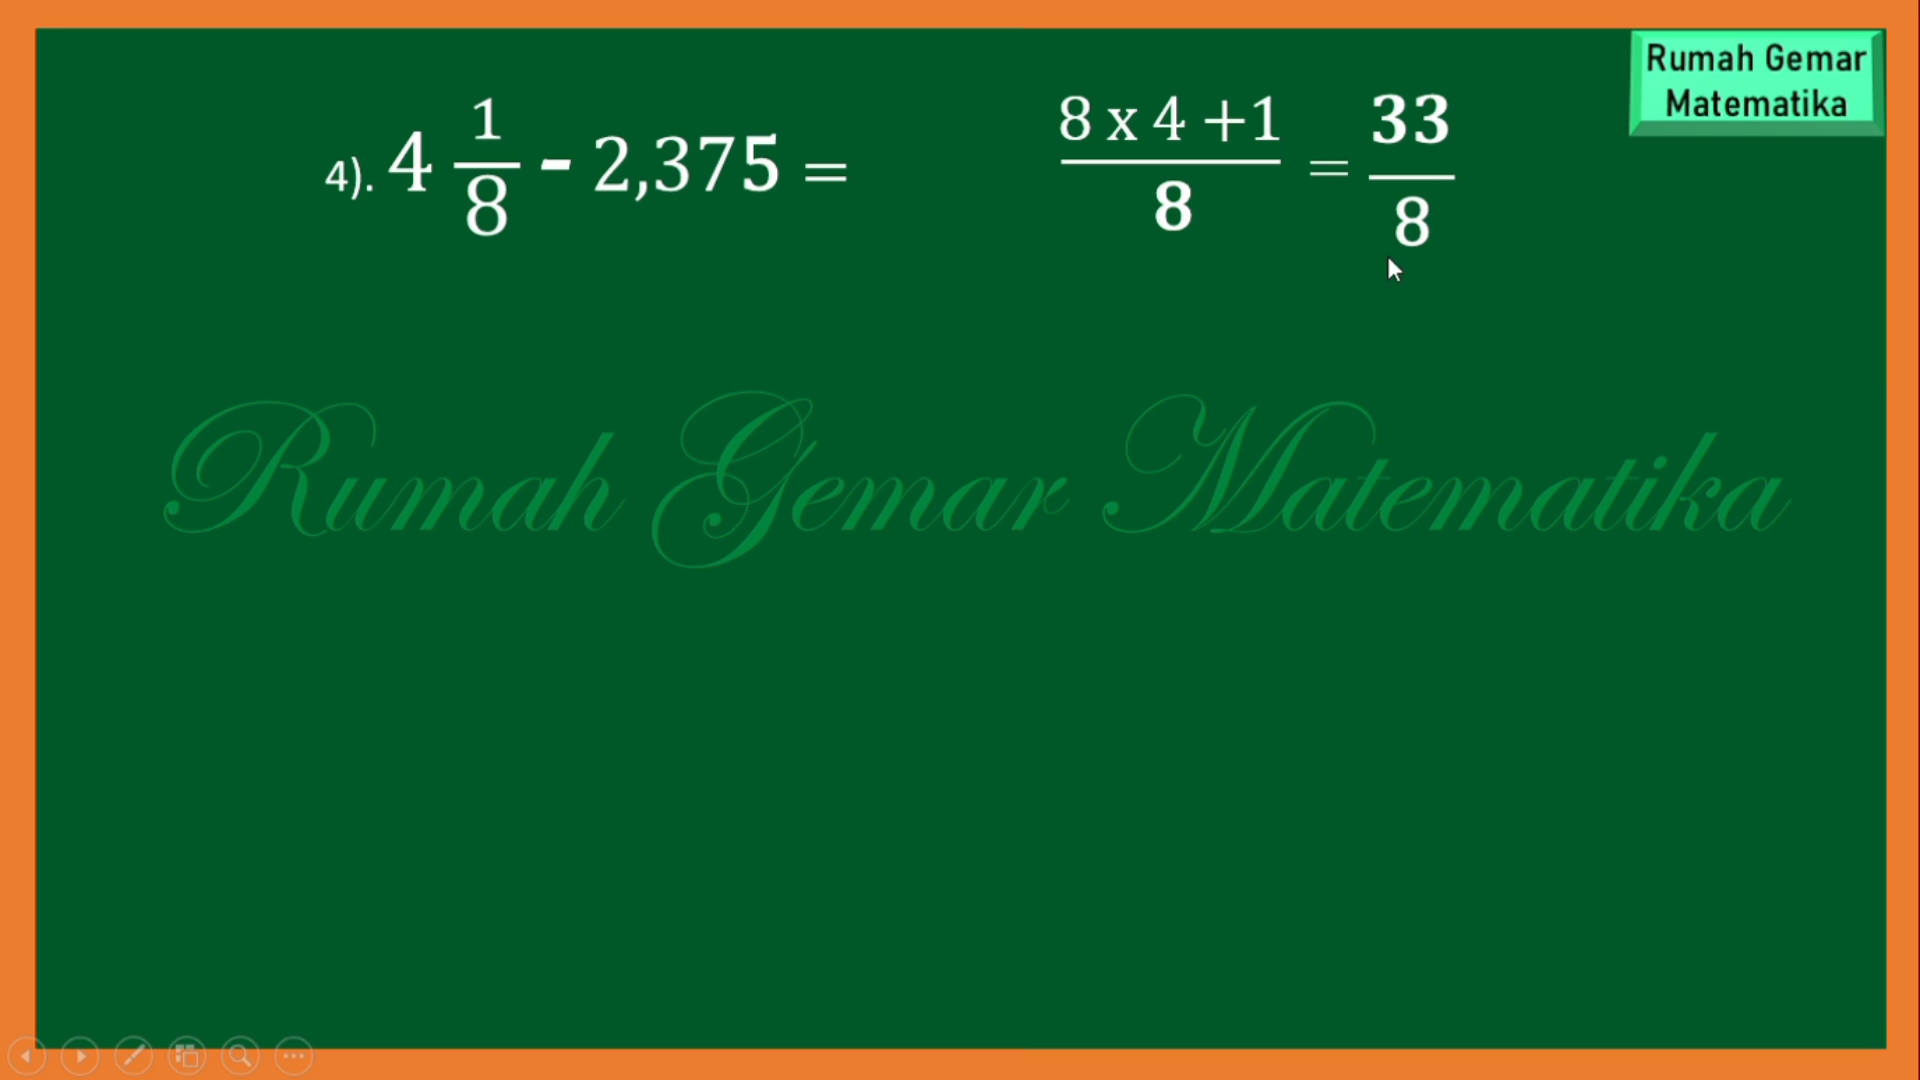 Rumah Gemar
Matematika
4). 4 1/8 - 2,375 =
8 x 4 +1 / 8 = 33/8
Rumah Gemar Matematika